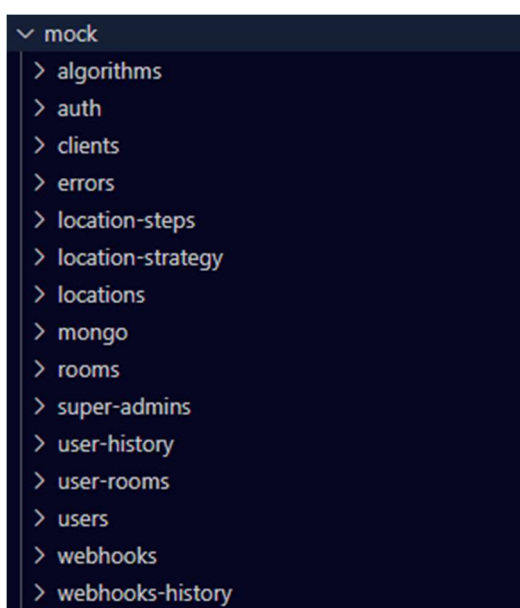 mock
algorithms
auth
clients
errors
location-steps
location-strategy
locations
mongo
rooms
super-admins
user-history
user-rooms
users
webhooks
webhooks-history